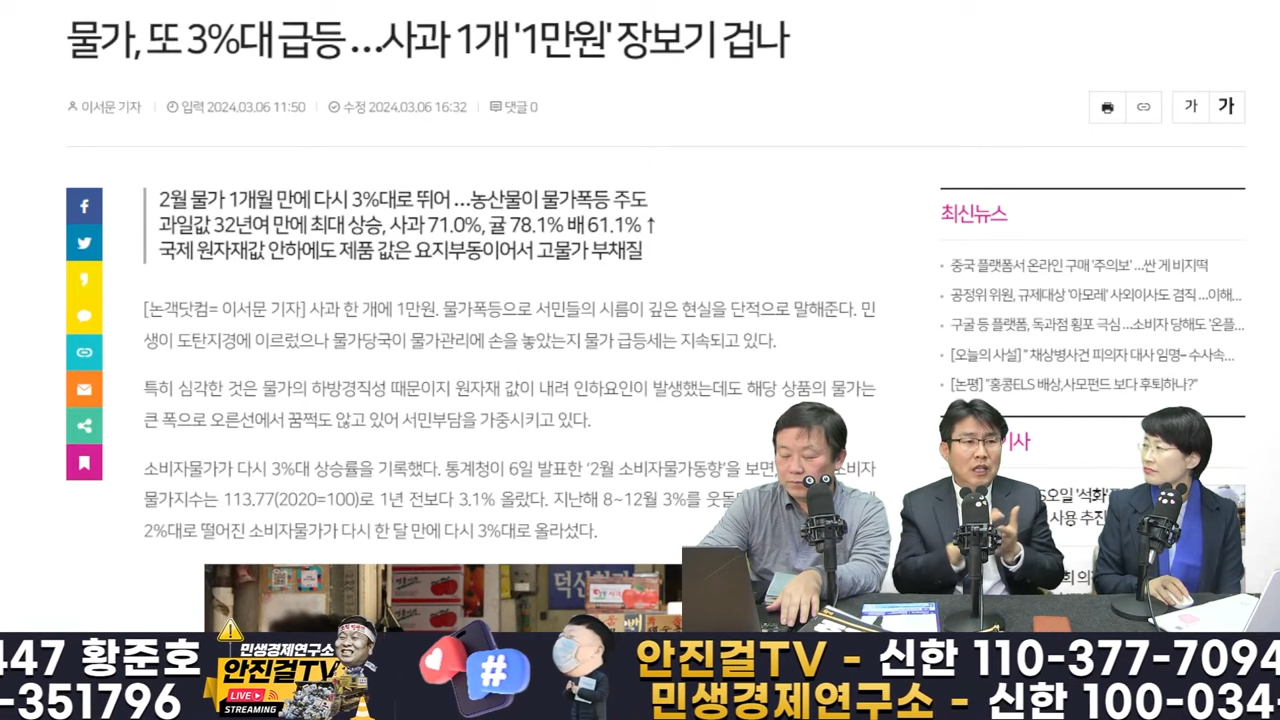 물가, 또 3%대 급등 …사과 1개 '1만원' 장보기 겁나
이서문 기자 입력 2024.03.06 11:50 수정 2024.03.06 16:32 댓글 0
가 가
2월 물가 1개월 만에 다시 3%대로 뛰어 …농산물이 물가폭등 주도
과일값 32년여 만에 최대 상승, 사과 71.0%, 귤 78.1% 배 61.1% ↑
국제 원자재값 안하에도 제품 값은 요지부동이어서 고물가 부채질
[논객닷컴= 이서문 기자] 사과 한 개에 1만원. 물가폭등으로 서민들의 시름이 깊은 현실을 단적으로 말해준다. 민
생이 도탄지경에 이르렀으나 물가당국이 물가관리에 손을 놓았는지 물가 급등세는 지속되고 있다.
특히 심각한 것은 물가의 하방경직성 때문이지 원자재 값이 내려 인하요인이 발생했는데도 해당 상품의 물가는
큰 폭으로 오른선에서 꿈쩍도 않고 있어 서민부담을 가중시키고 있다.
소비자물가가 다시 3%대 상승률을 기록했다. 통계청이 6일 발표한 '2월 소비자물가동향'을 보면 소비자
물가지수는 113.77(2020=100)로 1년 전보다 3.1% 올랐다. 지난해 8~12월 3%를 웃
2%대로 떨어진 소비자물가가 다시 한 달 만에 다시 3%대로 올라섰다.
최신뉴스
중국 플랫폼서 온라인 구매 '주의보' …싼 게 비지떡
공정위 위원, 규제대상 '아모레' 사외이사도 겸직 …이해...
구굴 등 플랫폼, 독과점 횡포 극심 …소비자 당해도 '온플...
[오늘의 사설] " 채상병사건 피의자 대사 임명= 수사속...
[논평] "홍콩ELS 배상,사모펀드 보다 후퇴하나?"
기사
S오일 '석화
사용 추진
회 의
덕산
447 황준호
-351796
민생경제연구소
안진걸TV
LIVE
STREAMING
#
안진걸TV - 신한 110-377-7094
민생경제연구소 - 신한 100-034-